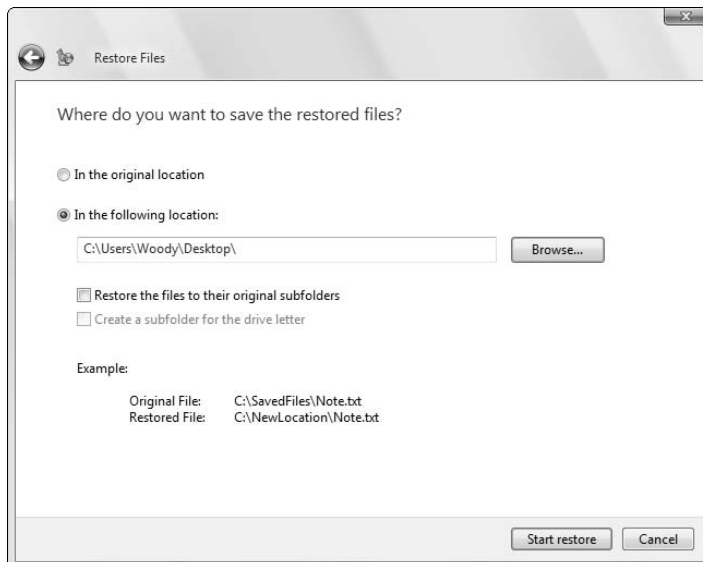 Restore Files
Where do you want to save the restored files?
In the original location
In the following location:
C:\Users\Woody\Desktop\
Browse...
Restore the files to their original subfolders
Create a subfolder for the drive letter
Example:
Original File: C:\SavedFiles\Note.txt
Restored File: C:\NewLocation\Note.txt
Start restore Cancel